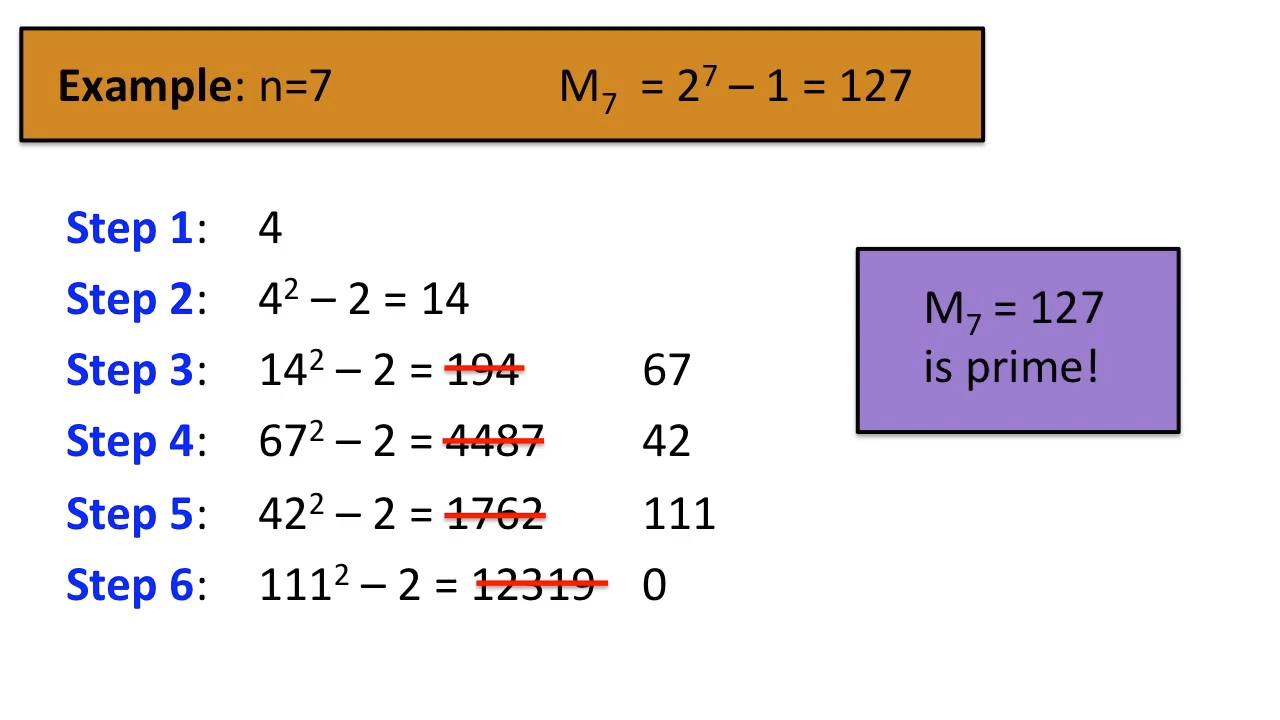 Example: n=7 M₇ = 2⁷ – 1 = 127
Step 1: 4
Step 2: 4² – 2 = 14
Step 3: 14² – 2 = 194 67
Step 4: 67² – 2 = 4487 42
Step 5: 42² – 2 = 1762 111
Step 6: 111² – 2 = 12319 0
M₇ = 127
is prime!